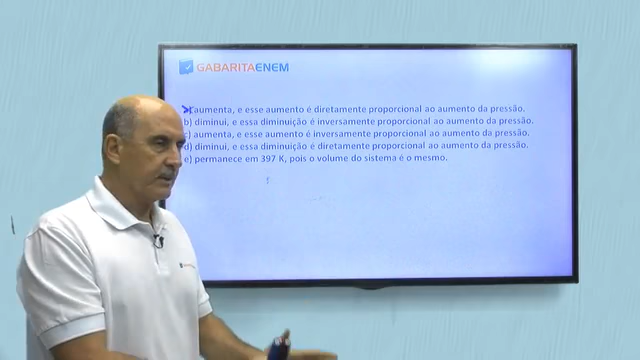 GABARITAENEM
aumenta, e esse aumento é diretamente proporcional ao aumento da pressão.
b) diminui, e essa diminuição é inversamente proporcional ao aumento da pressão.
c) aumenta, e esse aumento é inversamente proporcional ao aumento da pressão.
d) diminui, e essa diminuição é diretamente proporcional ao aumento da pressão.
e) permanece em 397 K, pois o volume do sistema é o mesmo.